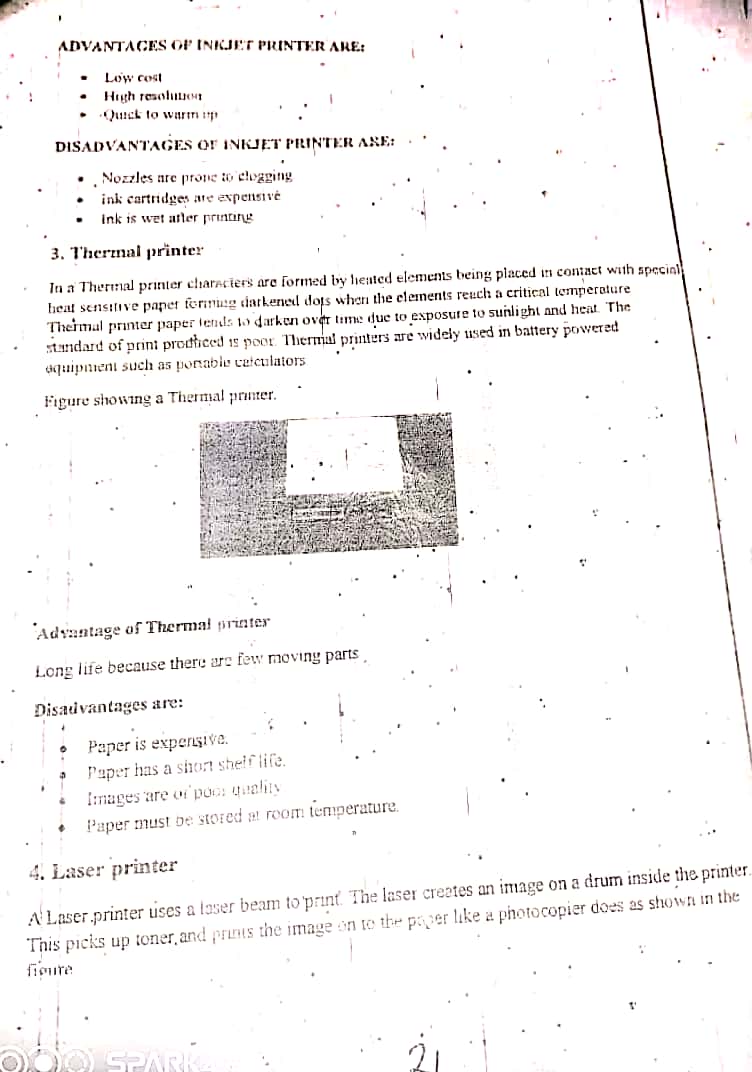 ADVANTAGES OF INKJET PRINTER ARE:
• Low cost
• High resolution
• Quick to warm up
DISADVANTAGES OF INKJET PRINTER ARE:
• Nozzles are prone to clogging
• ink cartridges are expensive
• Ink is wet after printing
3. Thermal printer
In a Thermal printer characters are formed by heated elements being placed in contact with special
heat sensitive paper forming darkened dots when the elements reach a critical temperature
Thermal printer paper tends to darken over time due to exposure to sunlight and heat. The
standard of print produced is poor. Thermal printers are widely used in battery powered
equipment such as portable calculators
Figure showing a Thermal printer.
Advantage of Thermal printer
Long life because there are few moving parts
Disadvantages are:
• Paper is expensive.
• Paper has a short shelf life.
• Images are of poor quality
• Paper must be stored at room temperature.
4. Laser printer
A Laser printer uses a laser beam to print. The laser creates an image on a drum inside the printer.
This picks up toner, and prints the image on to the paper like a photocopier does as shown in the
figure
21
SPARK